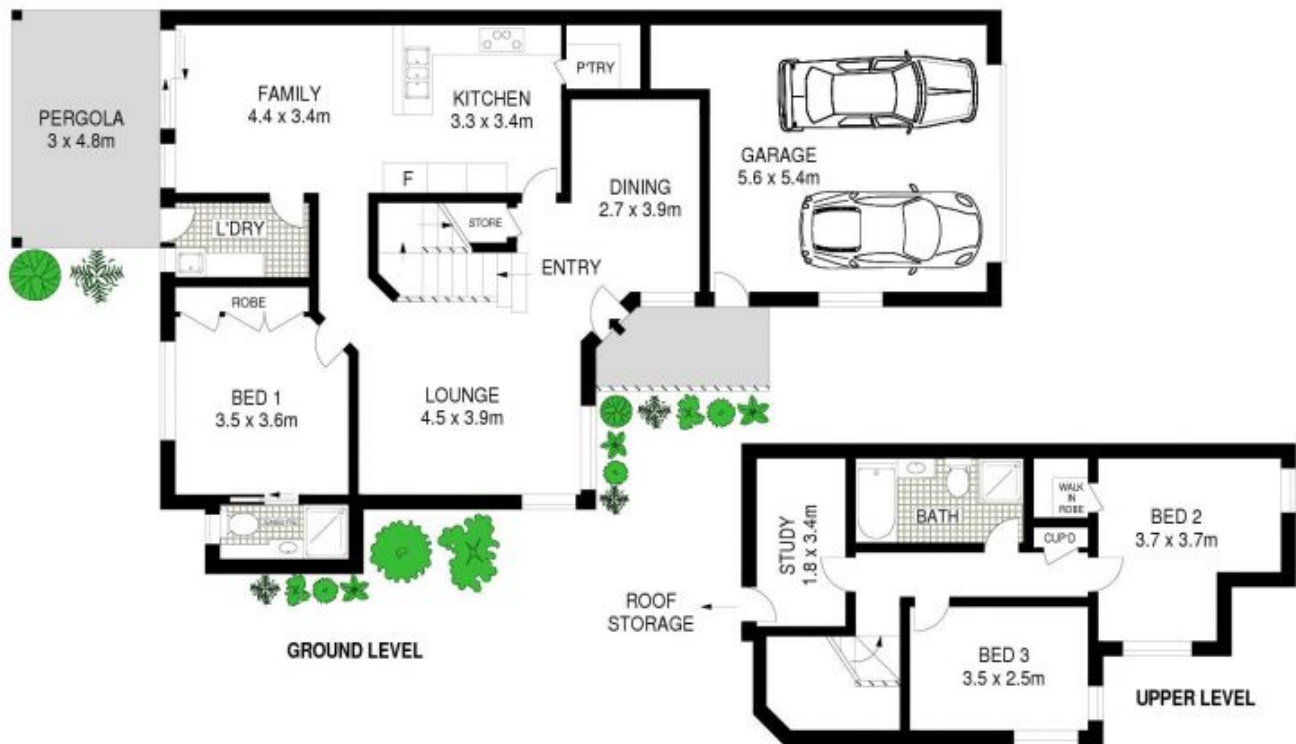 PERGOLA
3 x 4.8m
FAMILY
4.4 x 3.4m
KITCHEN
3.3 x 3.4m
P'TRY
F
GARAGE
5.6 x 5.4m
DINING
2.7 x 3.9m
L'DRY
STORE
ENTRY
ROBE
BED 1
3.5 x 3.6m
LOUNGE
4.5 x 3.9m
GROUND LEVEL
ROOF
STORAGE
STUDY
1.8 x 3.4m
BATH
WALK
IN
ROBE
CUP'D
BED 2
3.7 x 3.7m
BED 3
3.5 x 2.5m
UPPER LEVEL